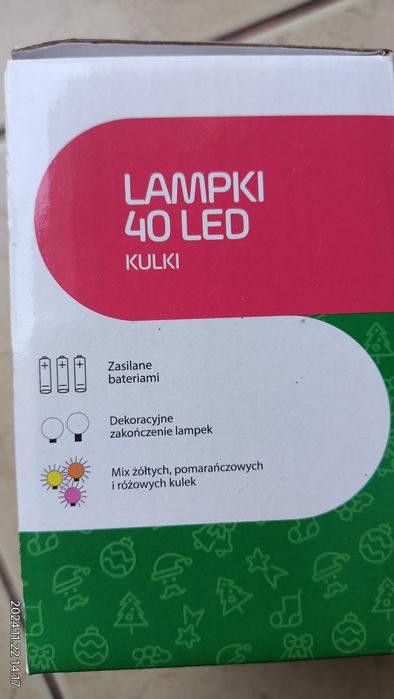 LAMPKI
40 LED
KULKI
Zasilane
bateriami
Dekoracyjne
zakończenie lampek
Mix żółtych, pomarańczowych
i różowych kulek
2024/11/22 14:17